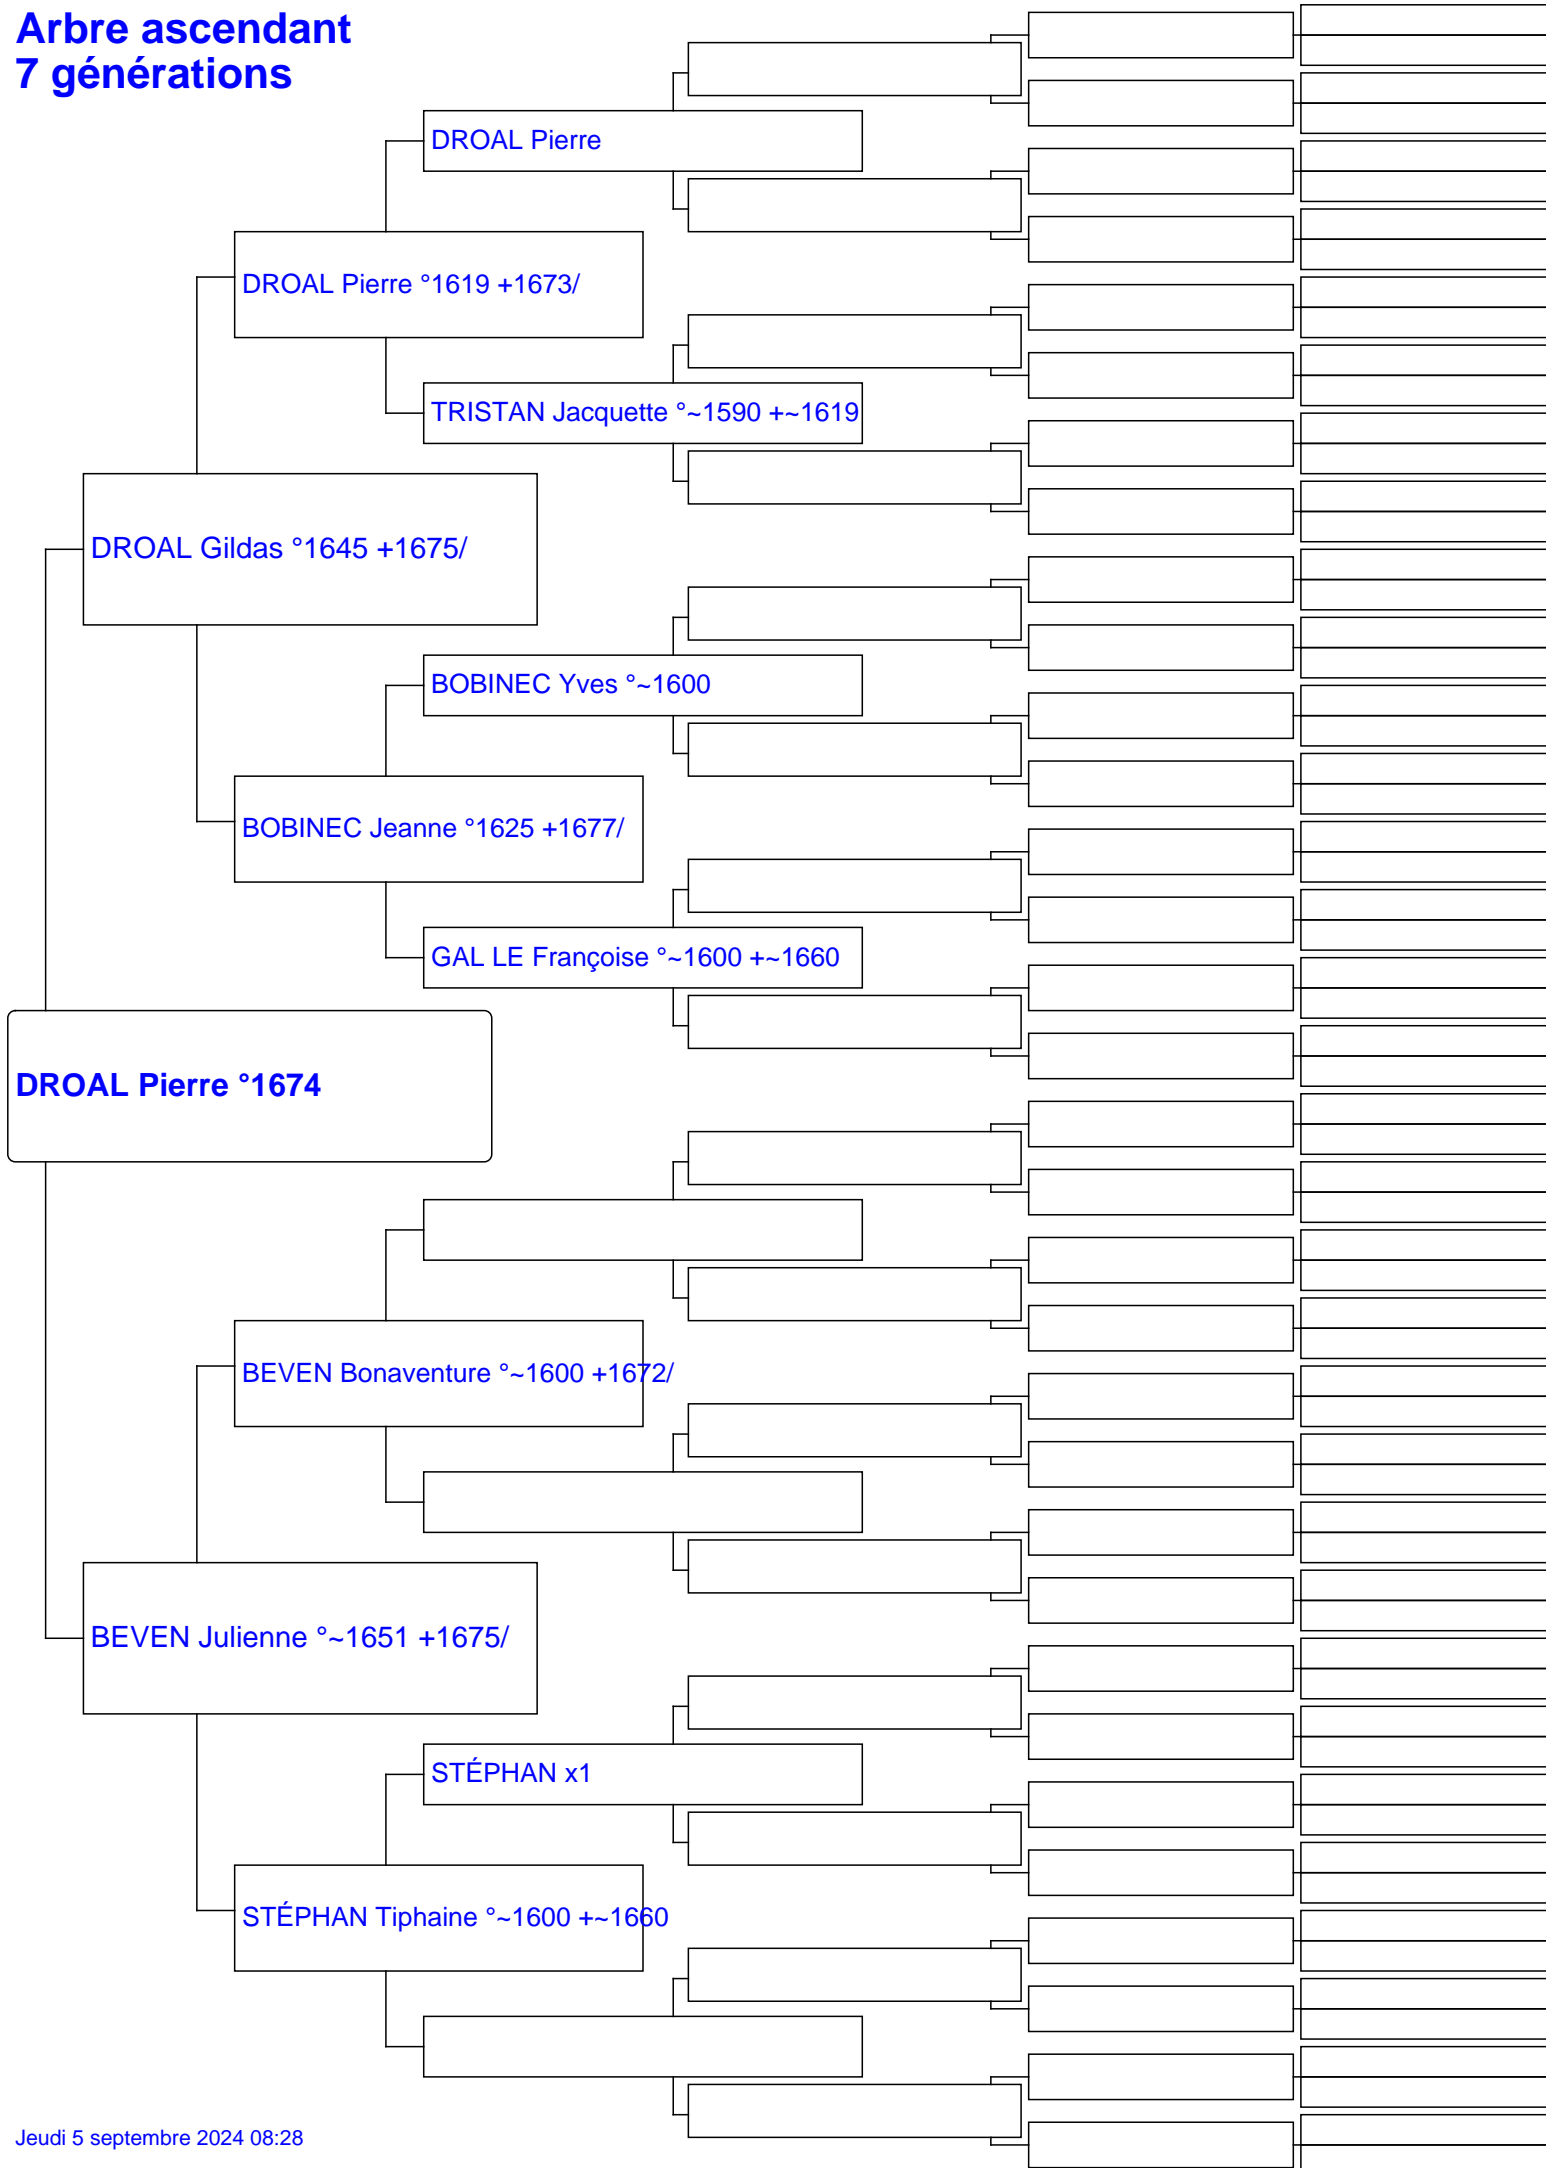 Arbre ascendant
7 générations
DROAL Pierre
DROAL Pierre °1619 +1673/
TRISTAN Jacquette °~1590 +~1619
DROAL Gildas °1645 +1675/
BOBINEC Yves °~1600
BOBINEC Jeanne °1625 +1677/
GAL LE Françoise °~1600 +~1660
DROAL Pierre °1674
BEVEN Bonaventure °~1600 +1672/
BEVEN Julienne °~1651 +1675/
STÉPHAN x1
STÉPHAN Tiphaine °~1600 +~1660
Jeudi 5 septembre 2024 08:28